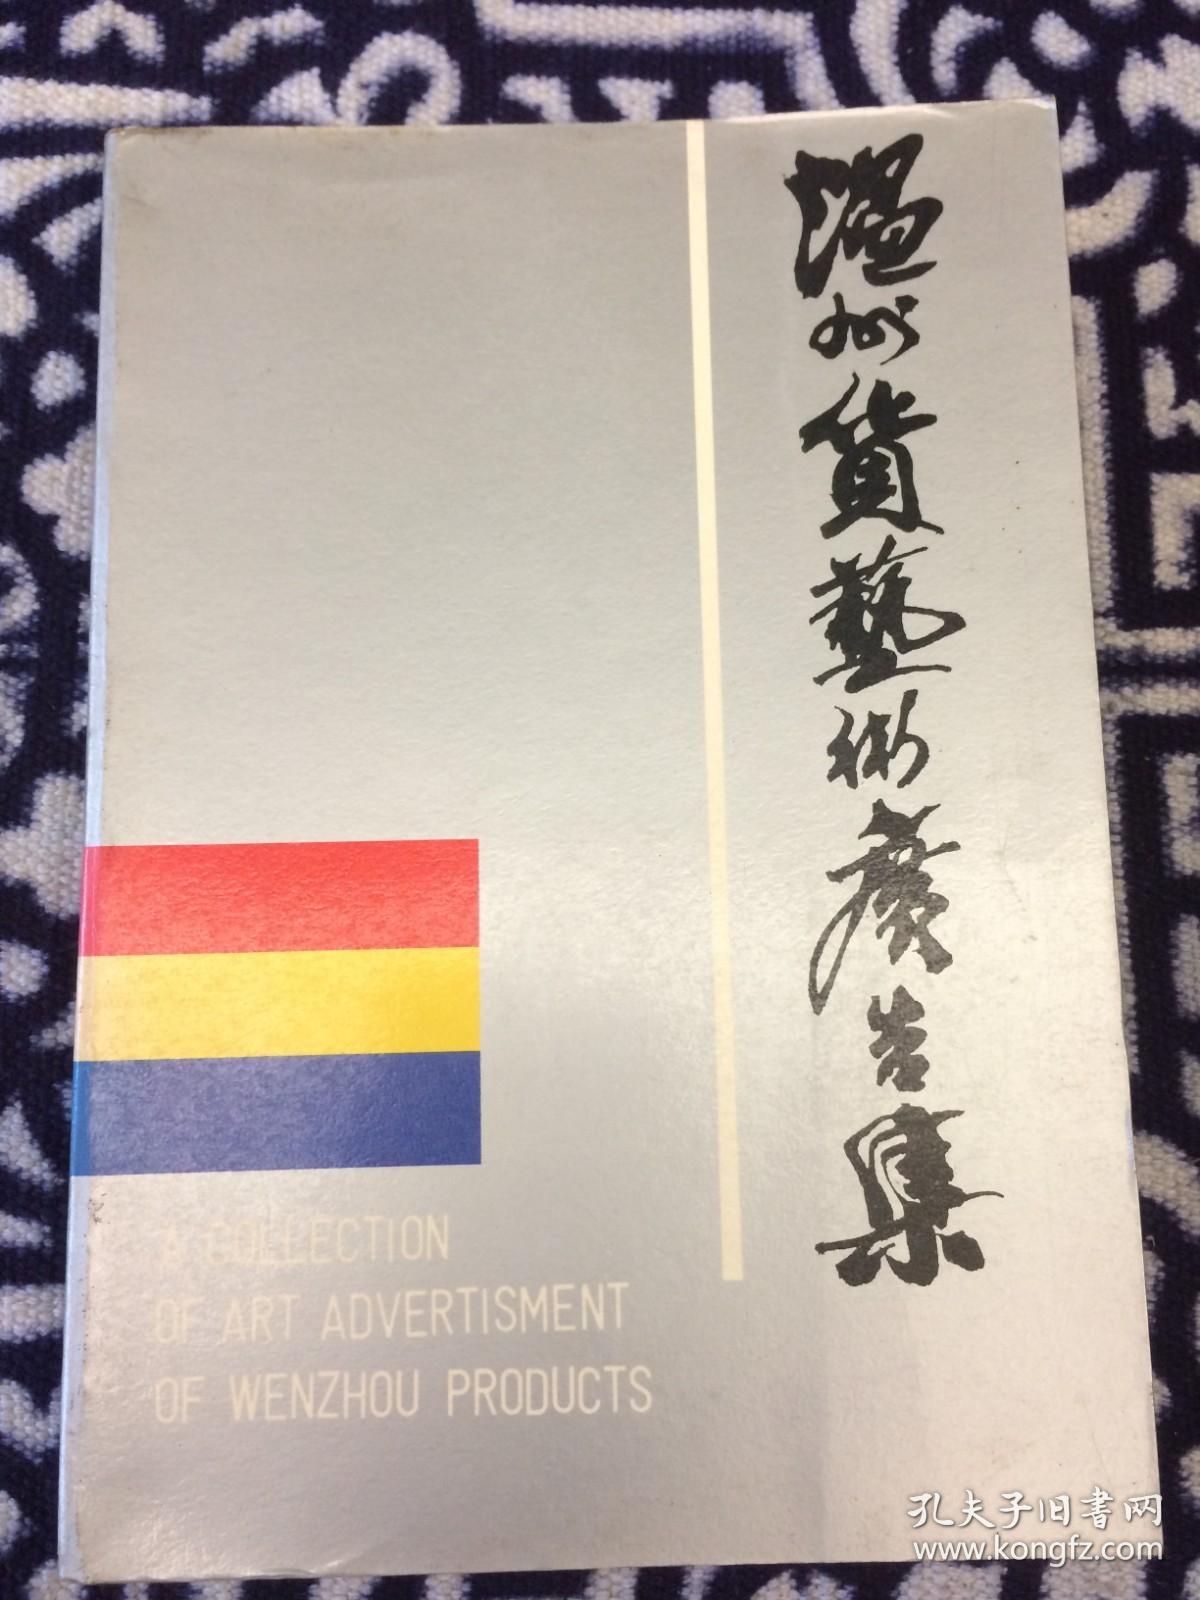 温州貨藝術廣告集
A COLLECTION
OF ART ADVERTISMENT
OF WENZHOU PRODUCTS
孔夫子旧书网
www.kongfz.com